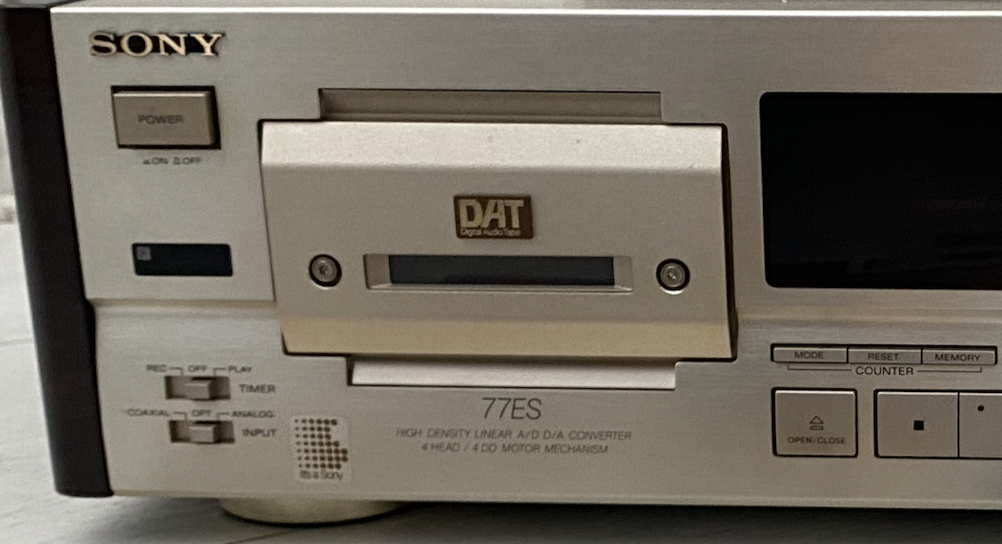 SONY
POWER
ON OFF
DAT
Digital Audio Tape
REC OFF PLAY
TIMER
COAXIAL OPT ANALOG
INPUT
It's a Sony
77ES
HIGH DENSITY LINEAR A/D D/A CONVERTER
4 HEAD / 4 DD MOTOR MECHANISM
MODE RESET MEMORY
COUNTER
OPEN/CLOSE